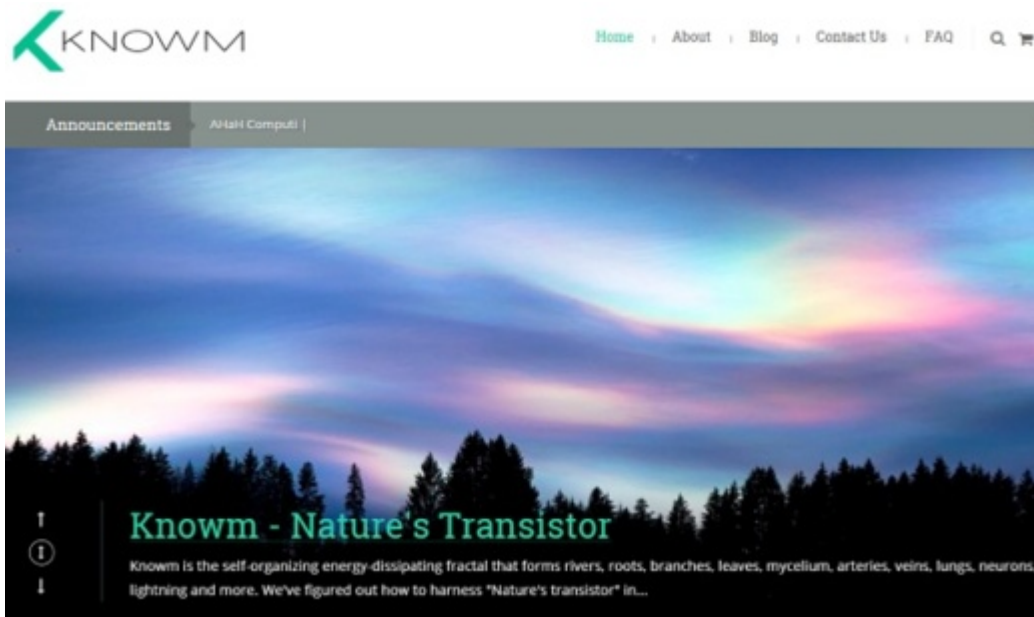 KNOWM
Home | About | Blog | Contact Us | FAQ
Announcements AHaH Computi |
Knowm - Nature's Transistor
Knowm is the self-organizing energy-dissipating fractal that forms rivers, roots, branches, leaves, mycelium, arteries, veins, lungs, neurons,
lightning and more. We've figured out how to harness "Nature's transistor" in...